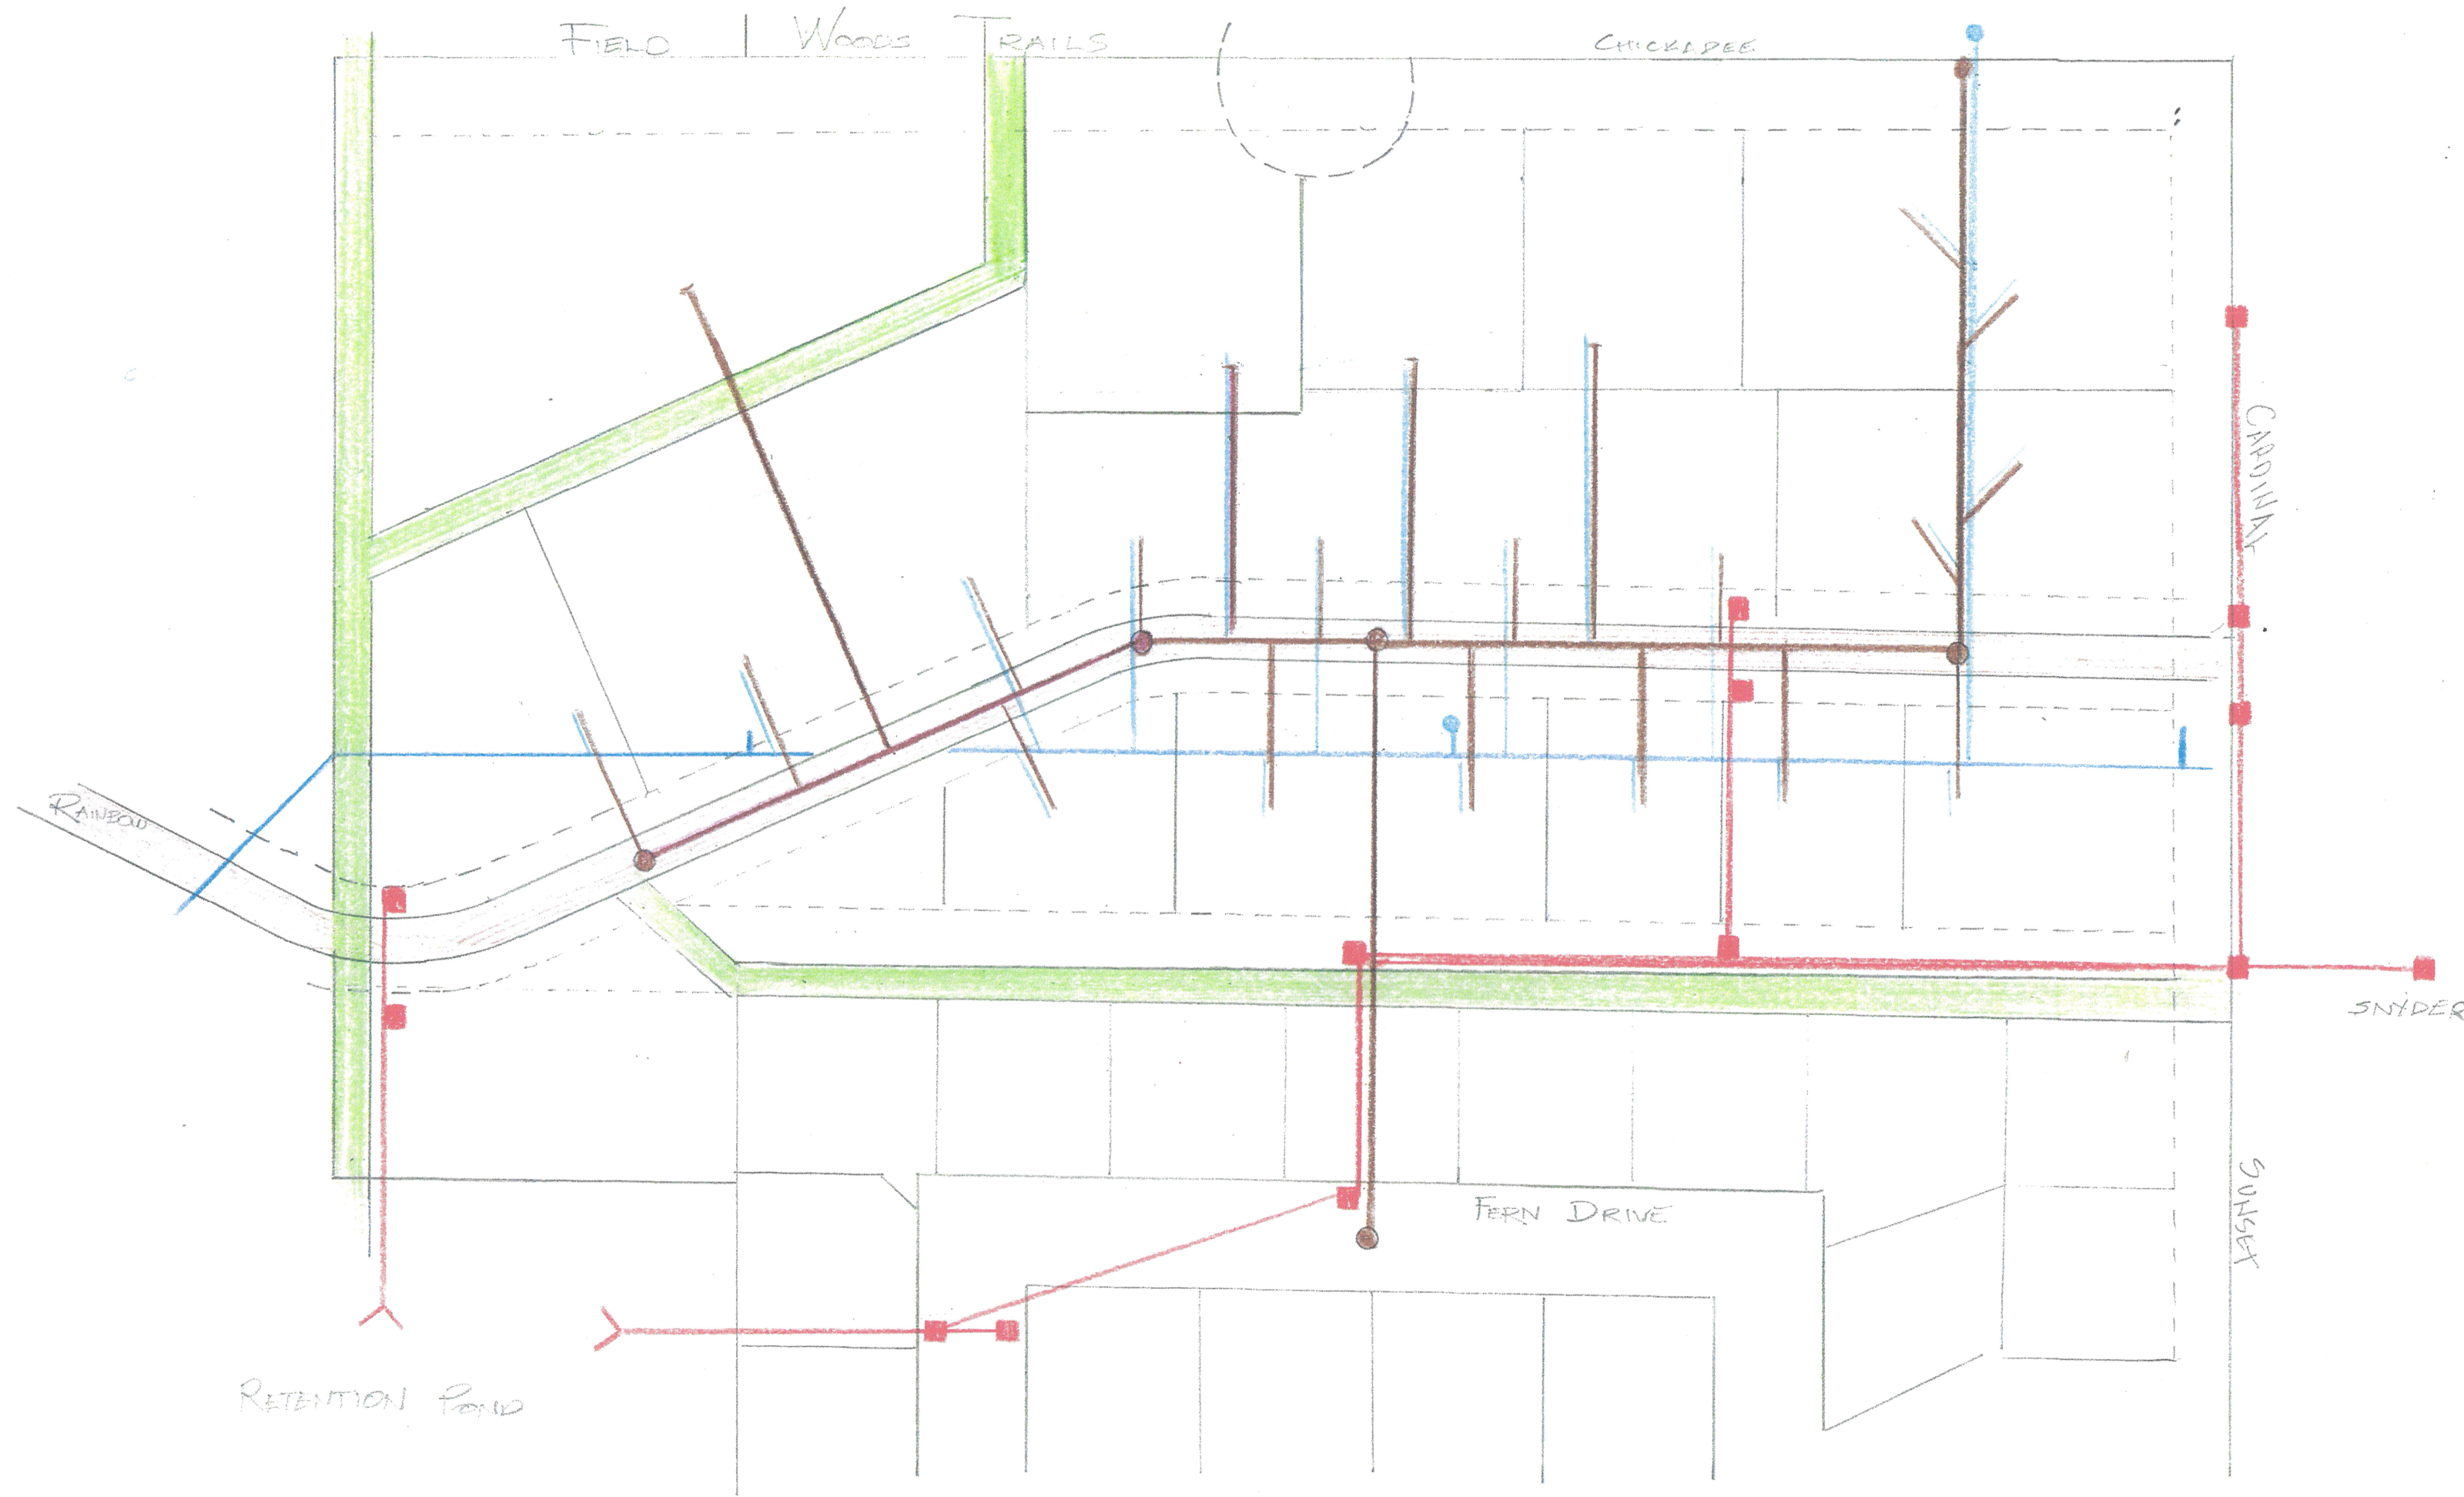 FIELD | WOODS TRAILS
CHICKADEE
CARDINAL
RAINBOW
SNYDER
FERN DRIVE
SUNSET
RETENTION POND